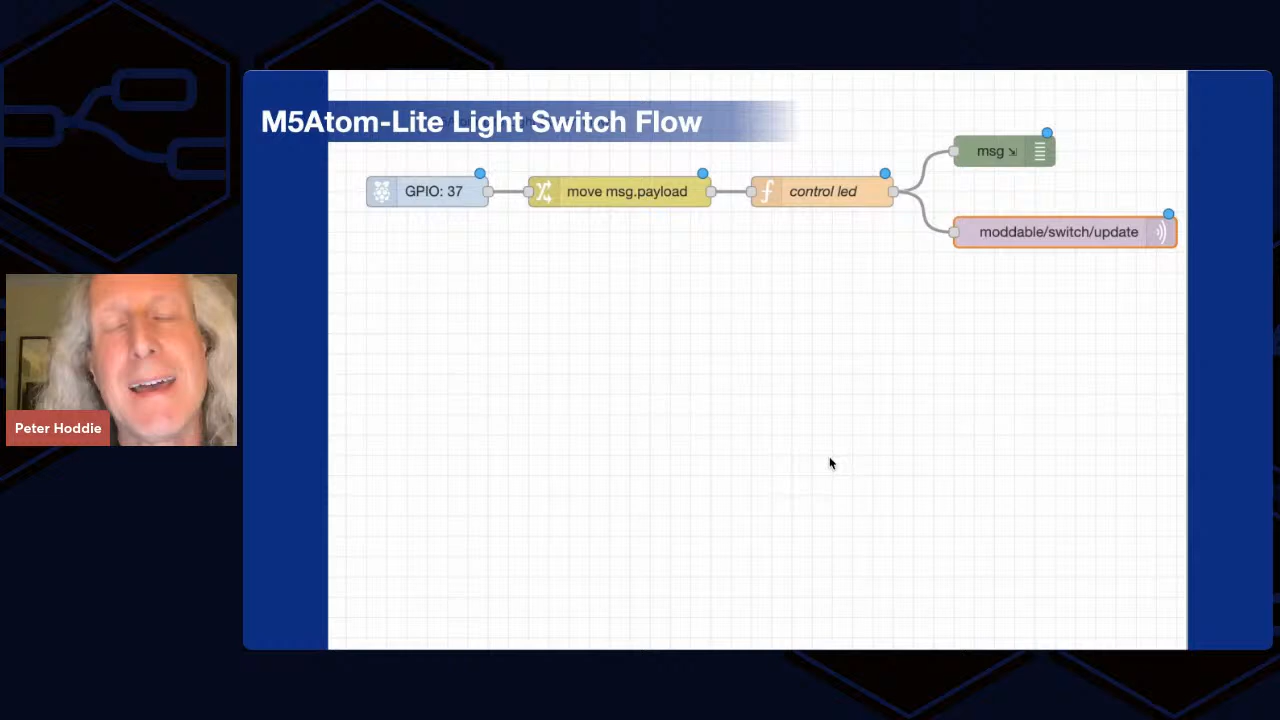 M5Atom-Lite Light Switch Flow
msg
GPIO: 37
move msg.payload
control led
moddable/switch/update
Peter Hoddie